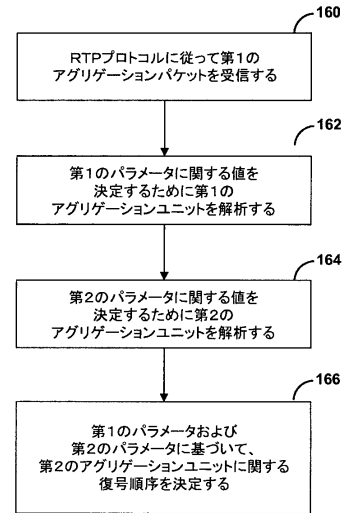 160
RTPプロトコルに従って第1の
アグリゲーションパケットを受信する
162
第1のパラメータに関する値を
決定するために第1の
アグリゲーションユニットを解析する
164
第2のパラメータに関する値を
決定するために第2の
アグリゲーションユニットを解析する
166
第1のパラメータおよび
第2のパラメータに基づいて、
第2のアグリゲーションユニットに関する
復号順序を決定する